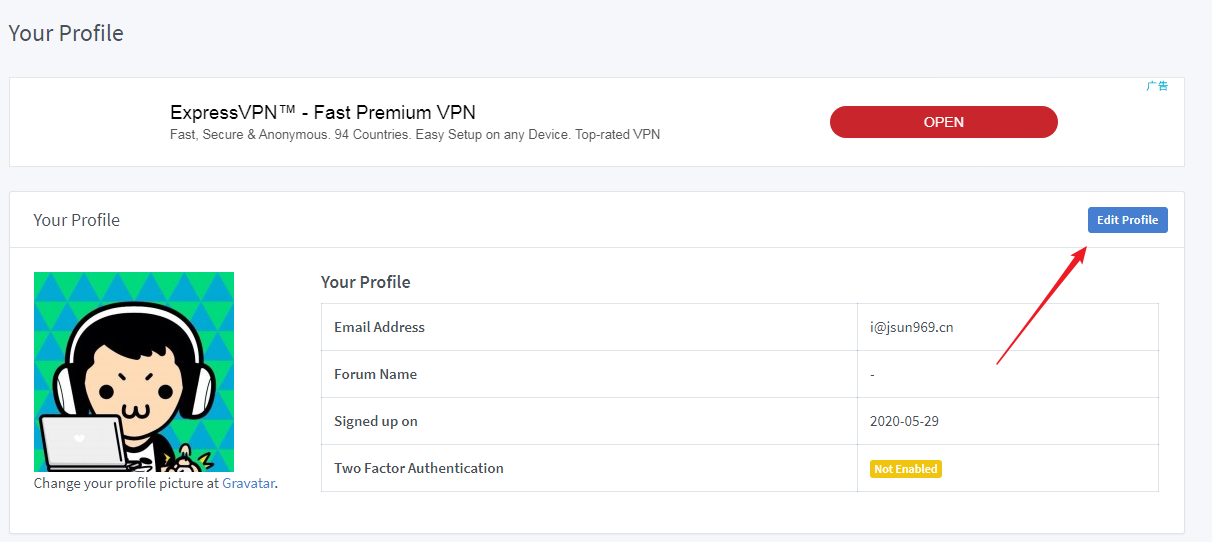 Your Profile
广告
ExpressVPN™ - Fast Premium VPN
Fast, Secure & Anonymous. 94 Countries. Easy Setup on any Device. Top-rated VPN
OPEN
Your Profile
Edit Profile
Your Profile
Email Address
i@jsun969.cn
Forum Name
-
Signed up on
2020-05-29
Two Factor Authentication
Not Enabled
Change your profile picture at Gravatar.